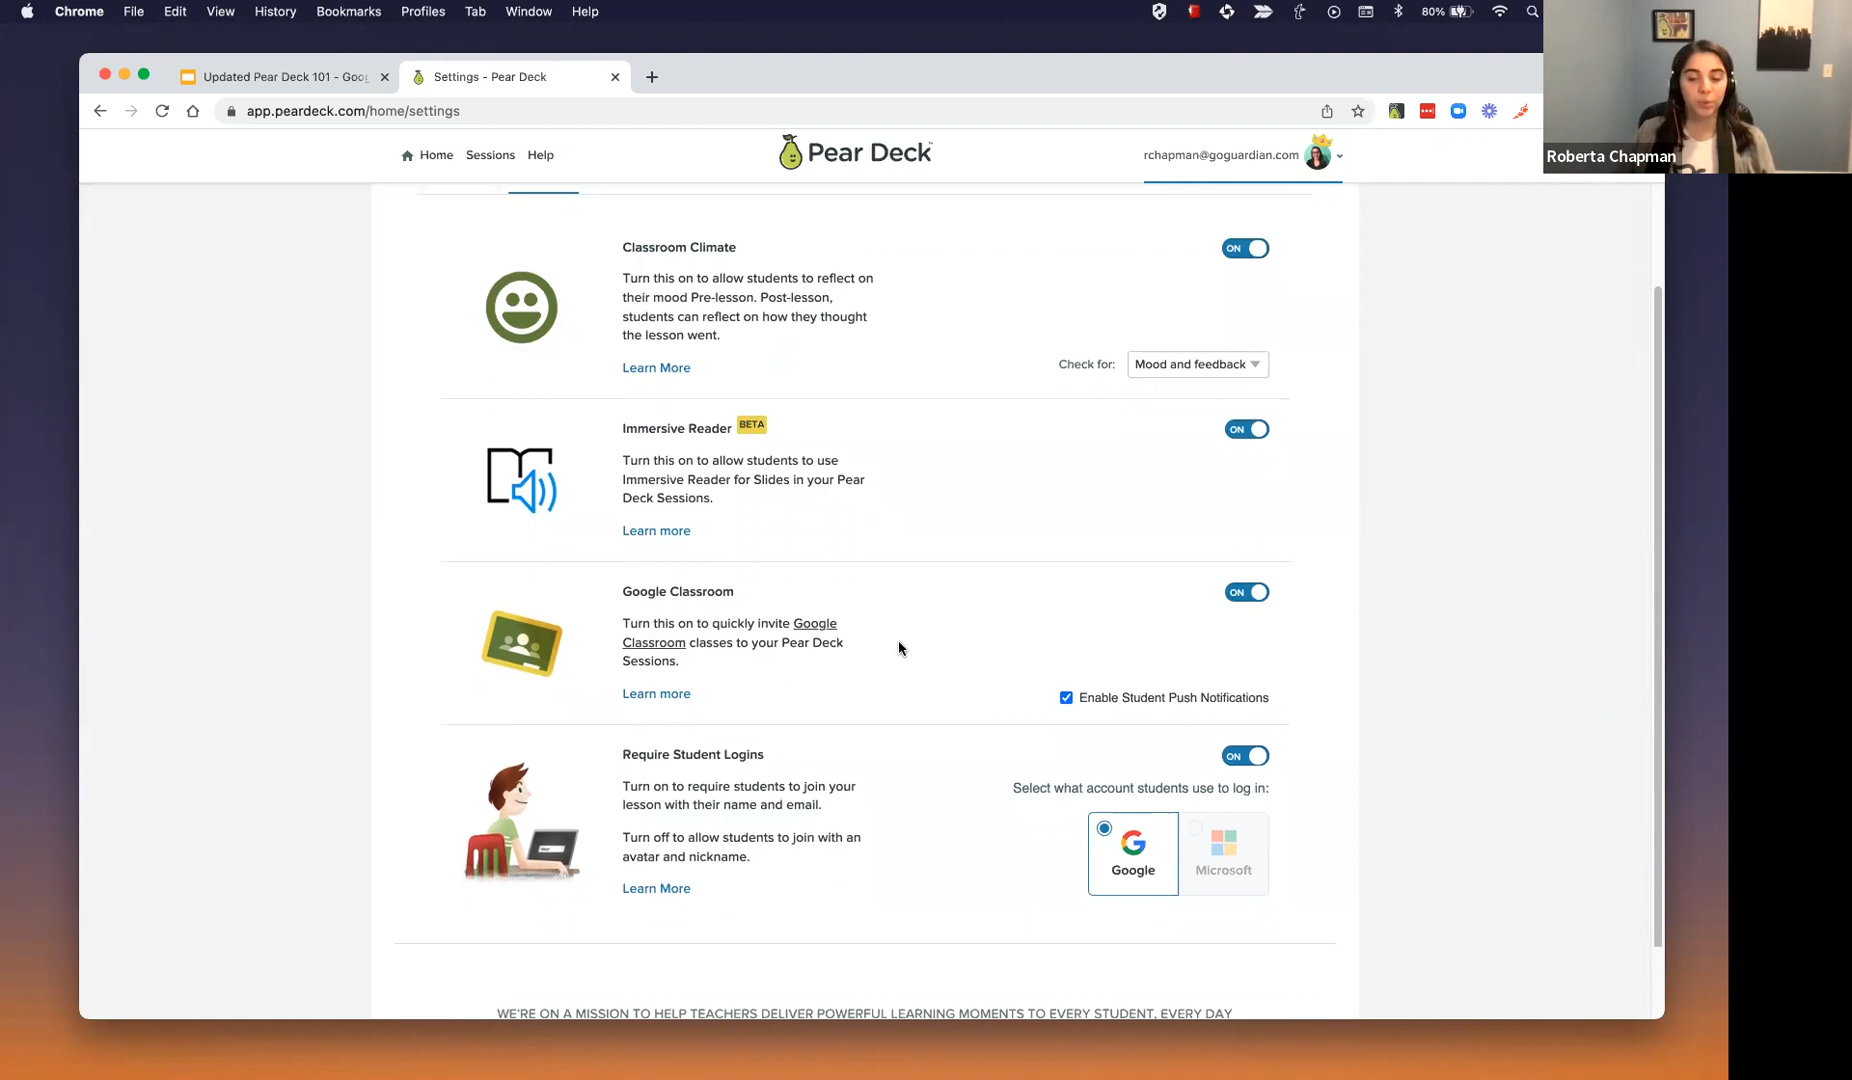 Chrome File Edit View History Bookmarks Profiles Tab Window Help 80%
Updated Pear Deck 101 - Goog
Settings - Pear Deck
app.peardeck.com/home/settings
Home Sessions Help
Pear Deck
rchapman@goguardian.com
Roberta Chapman
Classroom Climate
ON
Turn this on to allow students to reflect on
their mood Pre-lesson. Post-lesson,
students can reflect on how they thought
the lesson went.
Learn More
Check for: Mood and feedback
Immersive Reader BETA
ON
Turn this on to allow students to use
Immersive Reader for Slides in your Pear
Deck Sessions.
Learn more
Google Classroom
ON
Turn this on to quickly invite Google
Classroom classes to your Pear Deck
Sessions.
Learn more
Enable Student Push Notifications
Require Student Logins
ON
Turn on to require students to join your
lesson with their name and email.
Turn off to allow students to join with an
avatar and nickname.
Learn More
Select what account students use to log in:
Google
Microsoft
WE'RE ON A MISSION TO HELP TEACHERS DELIVER POWERFUL LEARNING MOMENTS TO EVERY STUDENT, EVERY DAY